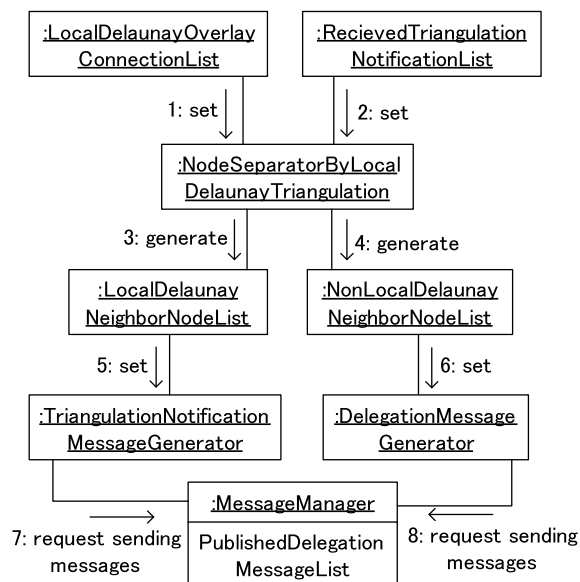 :LocalDelaunayOverlay
ConnectionList
:RecievedTriangulation
NotificationList
1: set
2: set
:NodeSeparatorByLocal
DelaunayTriangulation
3: generate
4: generate
:LocalDelaunay
NeighborNodeList
:NonLocalDelaunay
NeighborNodeList
5: set
6: set
:TriangulationNotification
MessageGenerator
:DelegationMessage
Generator
:MessageManager
PublishedDelegation
MessageList
7: request sending
messages
8: request sending
messages